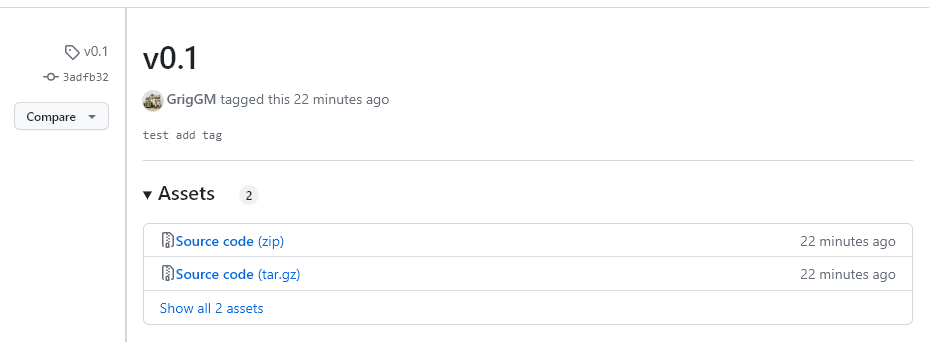 v0.1
3adfb32
Compare
v0.1
GrigGM tagged this 22 minutes ago
test add tag
Assets 2
Source code (zip) 22 minutes ago
Source code (tar.gz) 22 minutes ago
Show all 2 assets